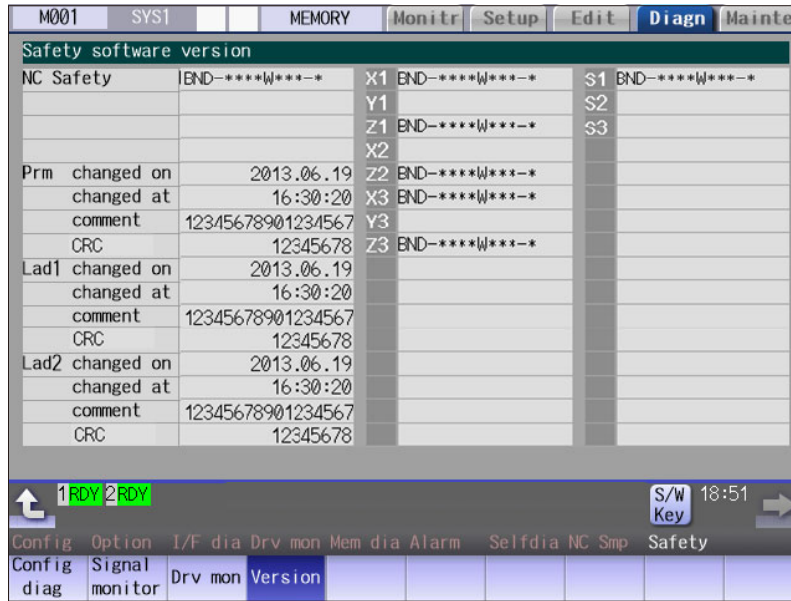 M001 SYS1 MEMORY Monitr Setup Edit Diagn Mainte
Safety software version
NC Safety BND-****W***-* X1 BND-****W***-* S1 BND-****W***-*
Y1 S2
Z1 BND-****W***-* S3
X2
Prm changed on 2013.06.19 Z2 BND-****W***-*
changed at 16:30:20 X3 BND-****W***-*
comment 12345678901234567 Y3
CRC 12345678 Z3 BND-****W***-*
Lad1 changed on 2013.06.19
changed at 16:30:20
comment 12345678901234567
CRC 12345678
Lad2 changed on 2013.06.19
changed at 16:30:20
comment 12345678901234567
CRC 12345678
1 RDY 2 RDY S/W Key 18:51
Config Option I/F dia Drv mon Mem dia Alarm Selfdia NC Smp Safety
Config diag Signal monitor Drv mon Version